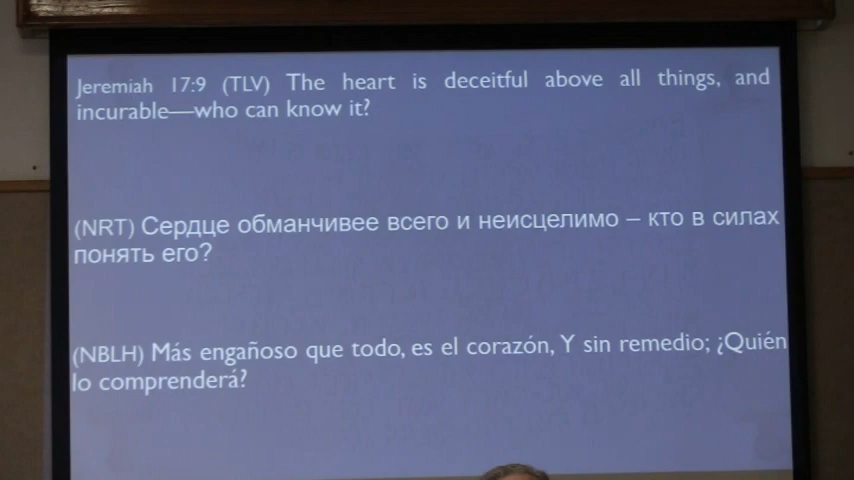 Jeremiah 17:9 (TLV) The heart is deceitful above all things, and
incurable—who can know it?
(NRT) Сердце обманчивее всего и неисцелимо – кто в силах
понять его?
(NBLH) Más engañoso que todo, es el corazón, Y sin remedio; ¿Quién
lo comprenderá?